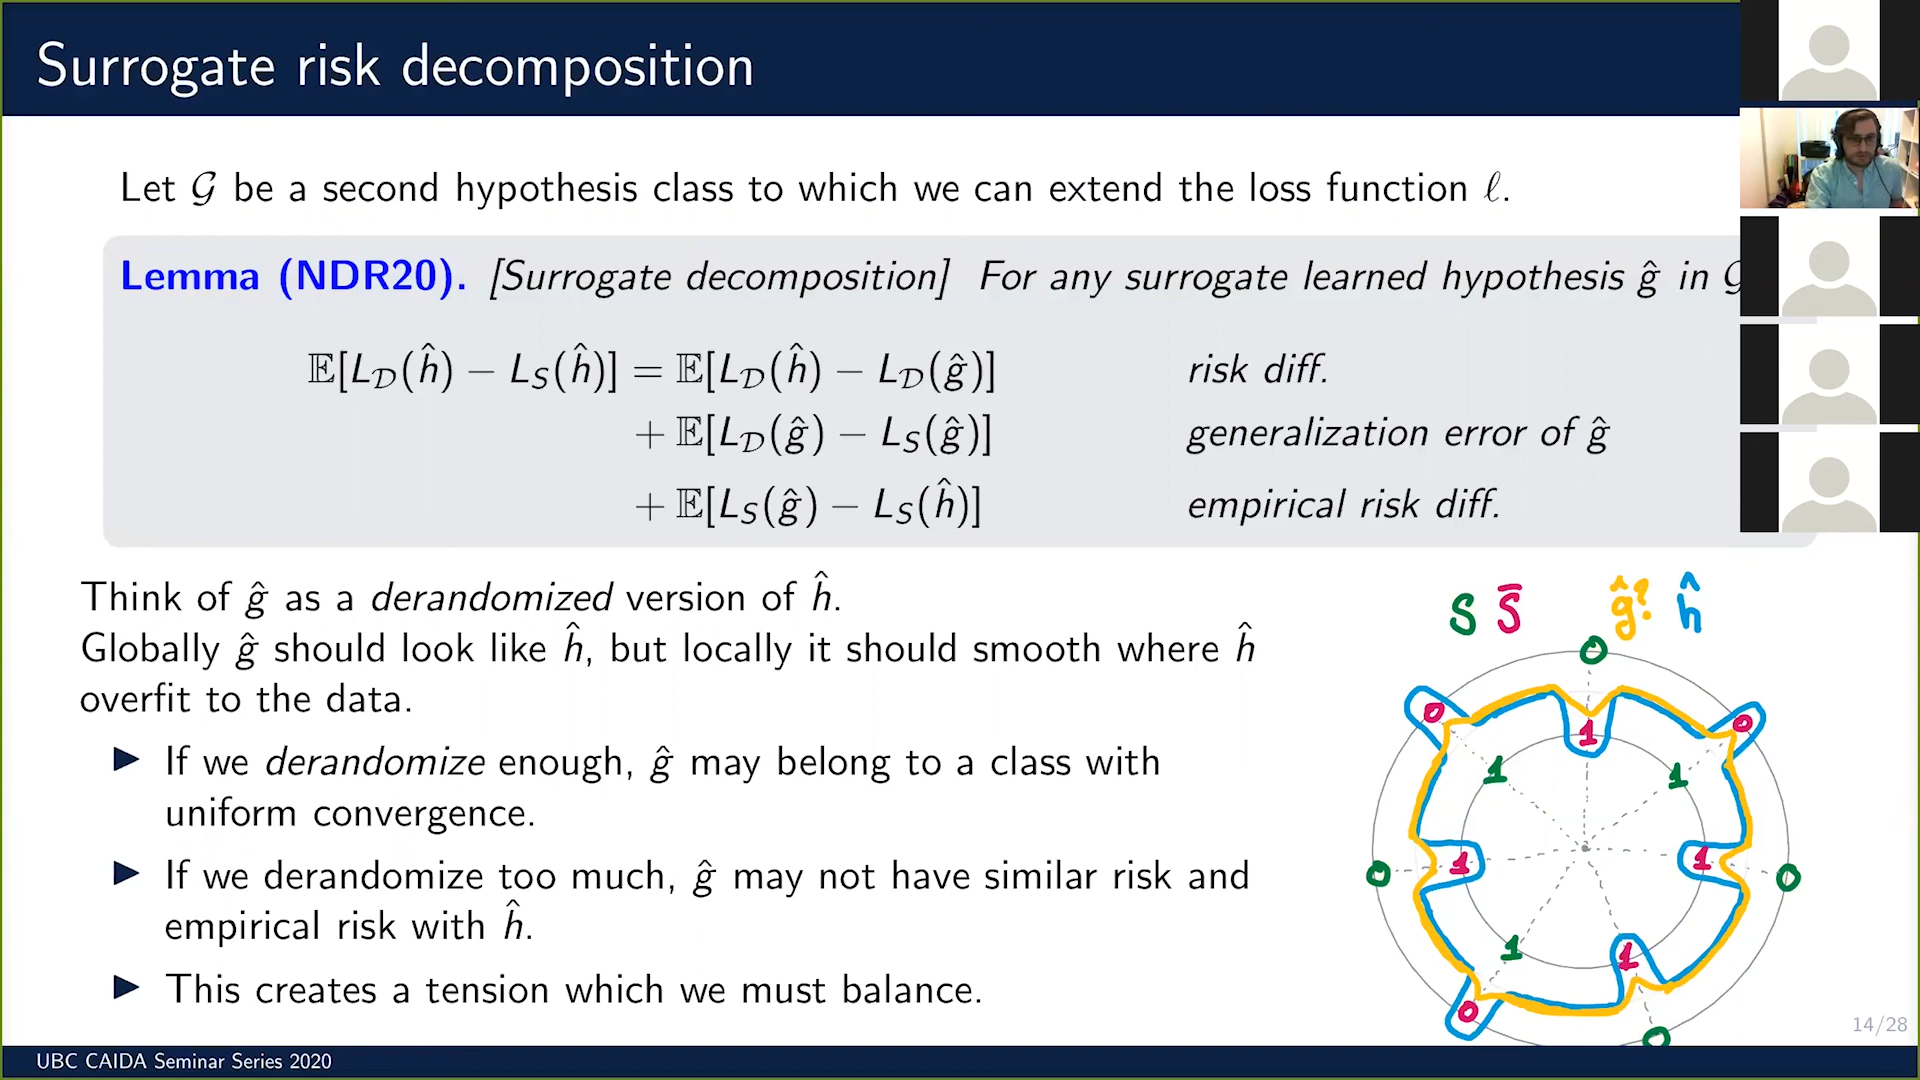 Surrogate risk decomposition
Let 𝒢 be a second hypothesis class to which we can extend the loss function ℓ.
Lemma (NDR20). [Surrogate decomposition] For any surrogate learned hypothesis ĝ in 𝒢
𝔼[L_𝒟(ĥ) − L_S(ĥ)] = 𝔼[L_𝒟(ĥ) − L_𝒟(ĝ)] risk diff.
+ 𝔼[L_𝒟(ĝ) − L_S(ĝ)] generalization error of ĝ
+ 𝔼[L_S(ĝ) − L_S(ĥ)] empirical risk diff.
Think of ĝ as a derandomized version of ĥ.
Globally ĝ should look like ĥ, but locally it should smooth where ĥ
overfit to the data.
▶ If we derandomize enough, ĝ may belong to a class with
uniform convergence.
▶ If we derandomize too much, ĝ may not have similar risk and
empirical risk with ĥ.
▶ This creates a tension which we must balance.
S S̄ ĝ? ĥ
0
0 1 0
1 1
0 1 1 0
1 1
0
0
14/28
UBC CAIDA Seminar Series 2020